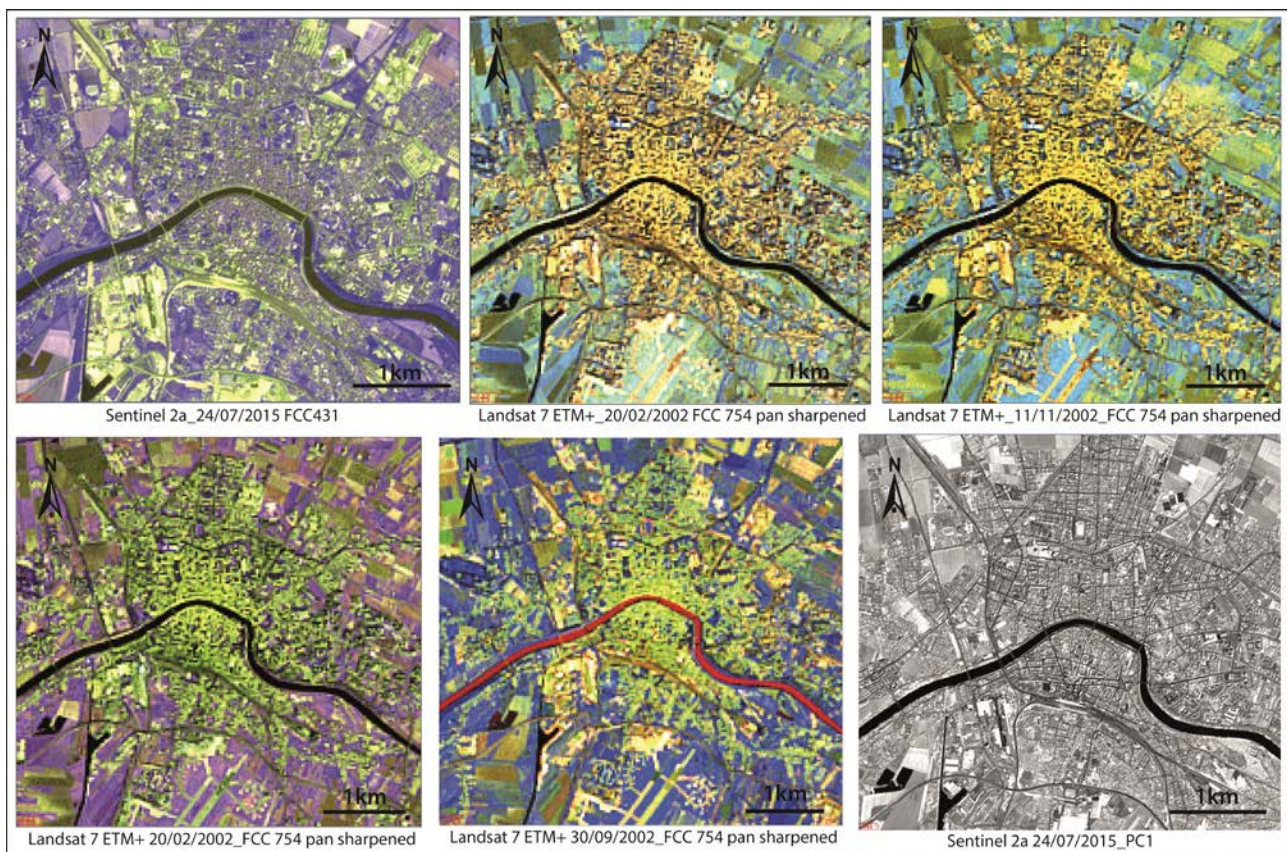 N
1km
Sentinel 2a_24/07/2015 FCC431
N
1km
Landsat 7 ETM+_20/02/2002 FCC 754 pan sharpened
N
1km
Landsat 7 ETM+_11/11/2002_FCC 754 pan sharpened
N
1km
Landsat 7 ETM+ 20/02/2002_FCC 754 pan sharpened
N
1km
Landsat 7 ETM+ 30/09/2002_FCC 754 pan sharpened
N
1km
Sentinel 2a 24/07/2015_PC1